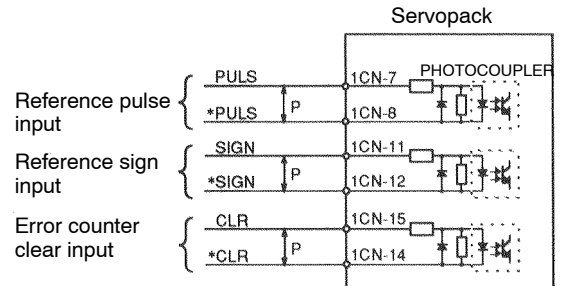 Servopack
PULS 1CN-7 PHOTOCOUPLER
Reference pulse input P
*PULS 1CN-8
SIGN 1CN-11
Reference sign input P
*SIGN 1CN-12
CLR 1CN-15
Error counter clear input P
*CLR 1CN-14